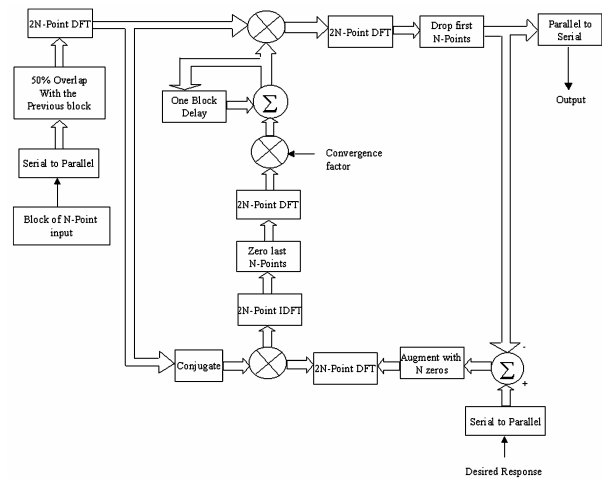 2N-Point DFT
50% Overlap
With the
Previous block
Serial to Parallel
Block of N-Point
input
2N-Point DFT
Drop first
N-Points
Parallel to
Serial
Output
One Block
Delay
Σ
Convergence
factor
2N-Point DFT
Zero last
N-Points
2N-Point IDFT
Conjugate
2N-Point DFT
Augment with
N zeros
-
Σ
+
Serial to Parallel
Desired Response